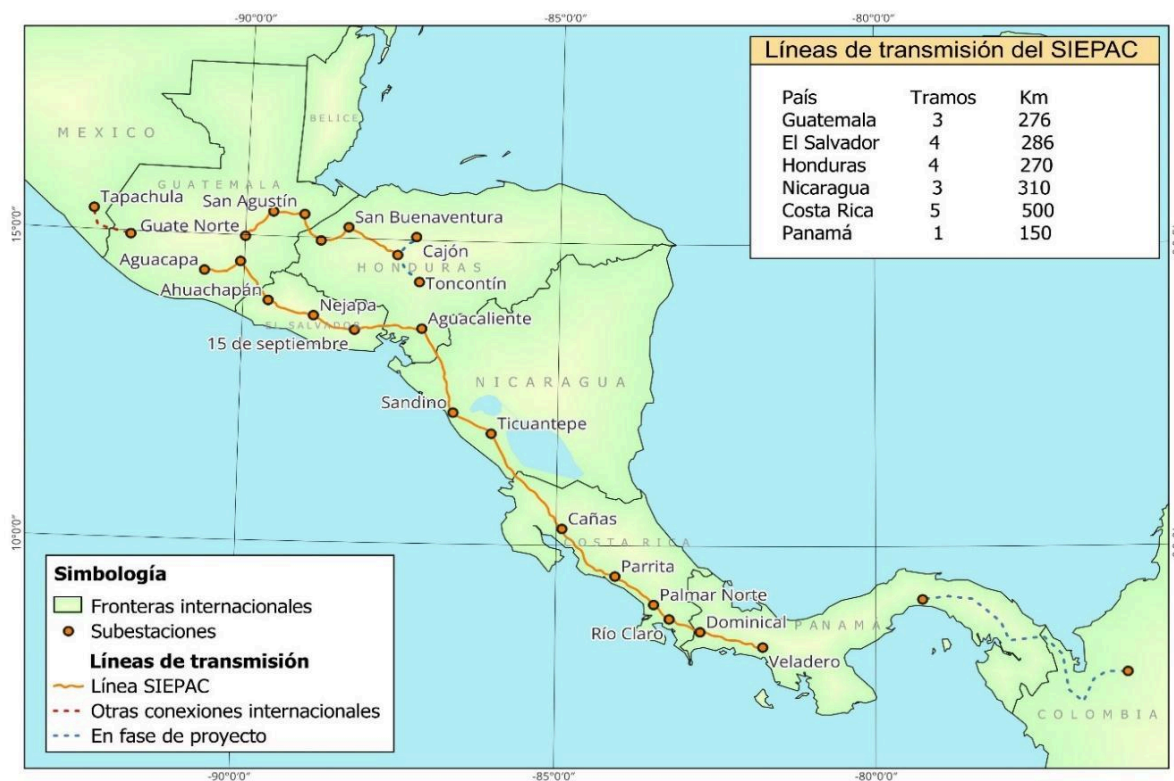 -90°0'0"
-85°0'0"
-80°0'0"
Líneas de transmisión del SIEPAC
País Tramos Km
Guatemala 3 276
El Salvador 4 286
Honduras 4 270
Nicaragua 3 310
Costa Rica 5 500
Panamá 1 150
MEXICO
BELICE
GUATEMALA
Tapachula
San Agustín
San Buenaventura
15°0'0"
Guate Norte
Cajón
HONDURAS
Aguacapa
Toncontín
Ahuachapán
Nejapa
EL SALVADOR
Aguacaliente
15 de septiembre
NICARAGUA
Sandino
Ticuantepe
10°0'0"
Cañas
COSTA RICA
Parrita
Palmar Norte
Río Claro
Dominical
PANAMA
Veladero
COLOMBIA
Simbología
Fronteras internacionales
Subestaciones
Líneas de transmisión
Línea SIEPAC
Otras conexiones internacionales
En fase de proyecto
-90°0'0"
-85°0'0"
-80°0'0"